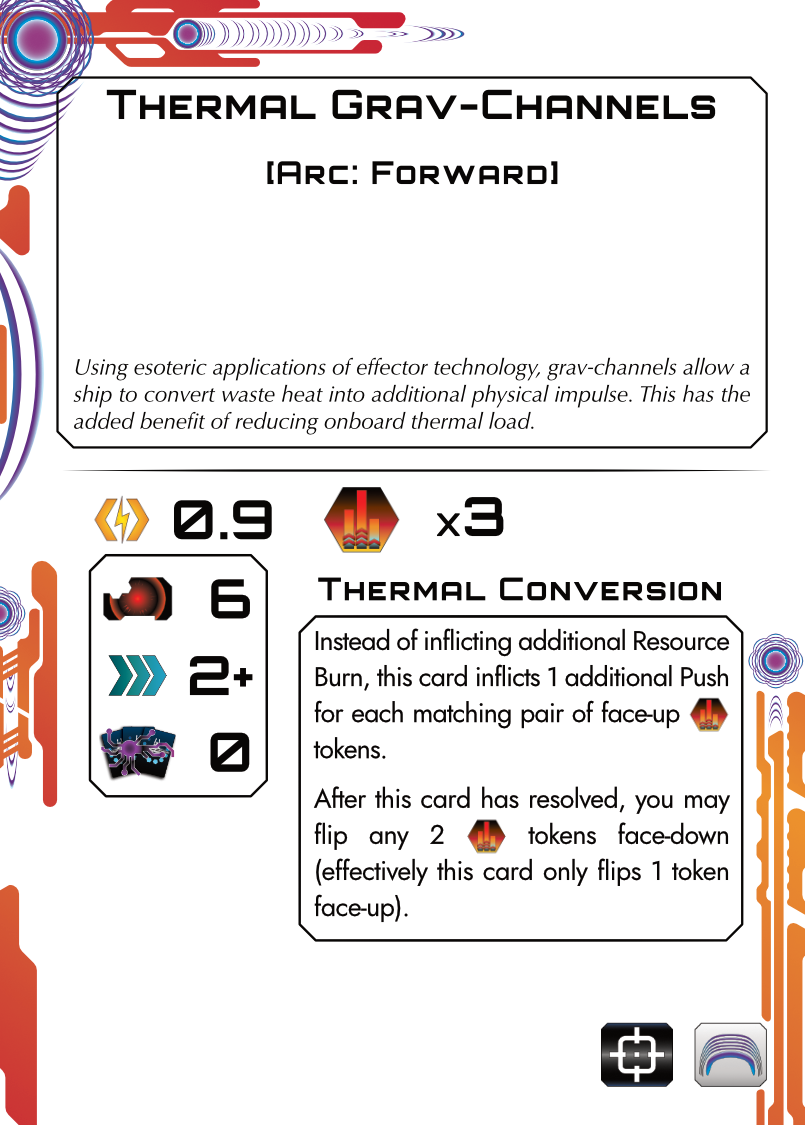 Thermal Grav-Channels
[Arc: Forward]
Using esoteric applications of effector technology, grav-channels allow a
ship to convert waste heat into additional physical impulse. This has the
added benefit of reducing onboard thermal load.
0.9 x3
6
2+
0
Thermal Conversion
Instead of inflicting additional Resource
Burn, this card inflicts 1 additional Push
for each matching pair of face-up
tokens.
After this card has resolved, you may
flip any 2 tokens face-down
(effectively this card only flips 1 token
face-up).